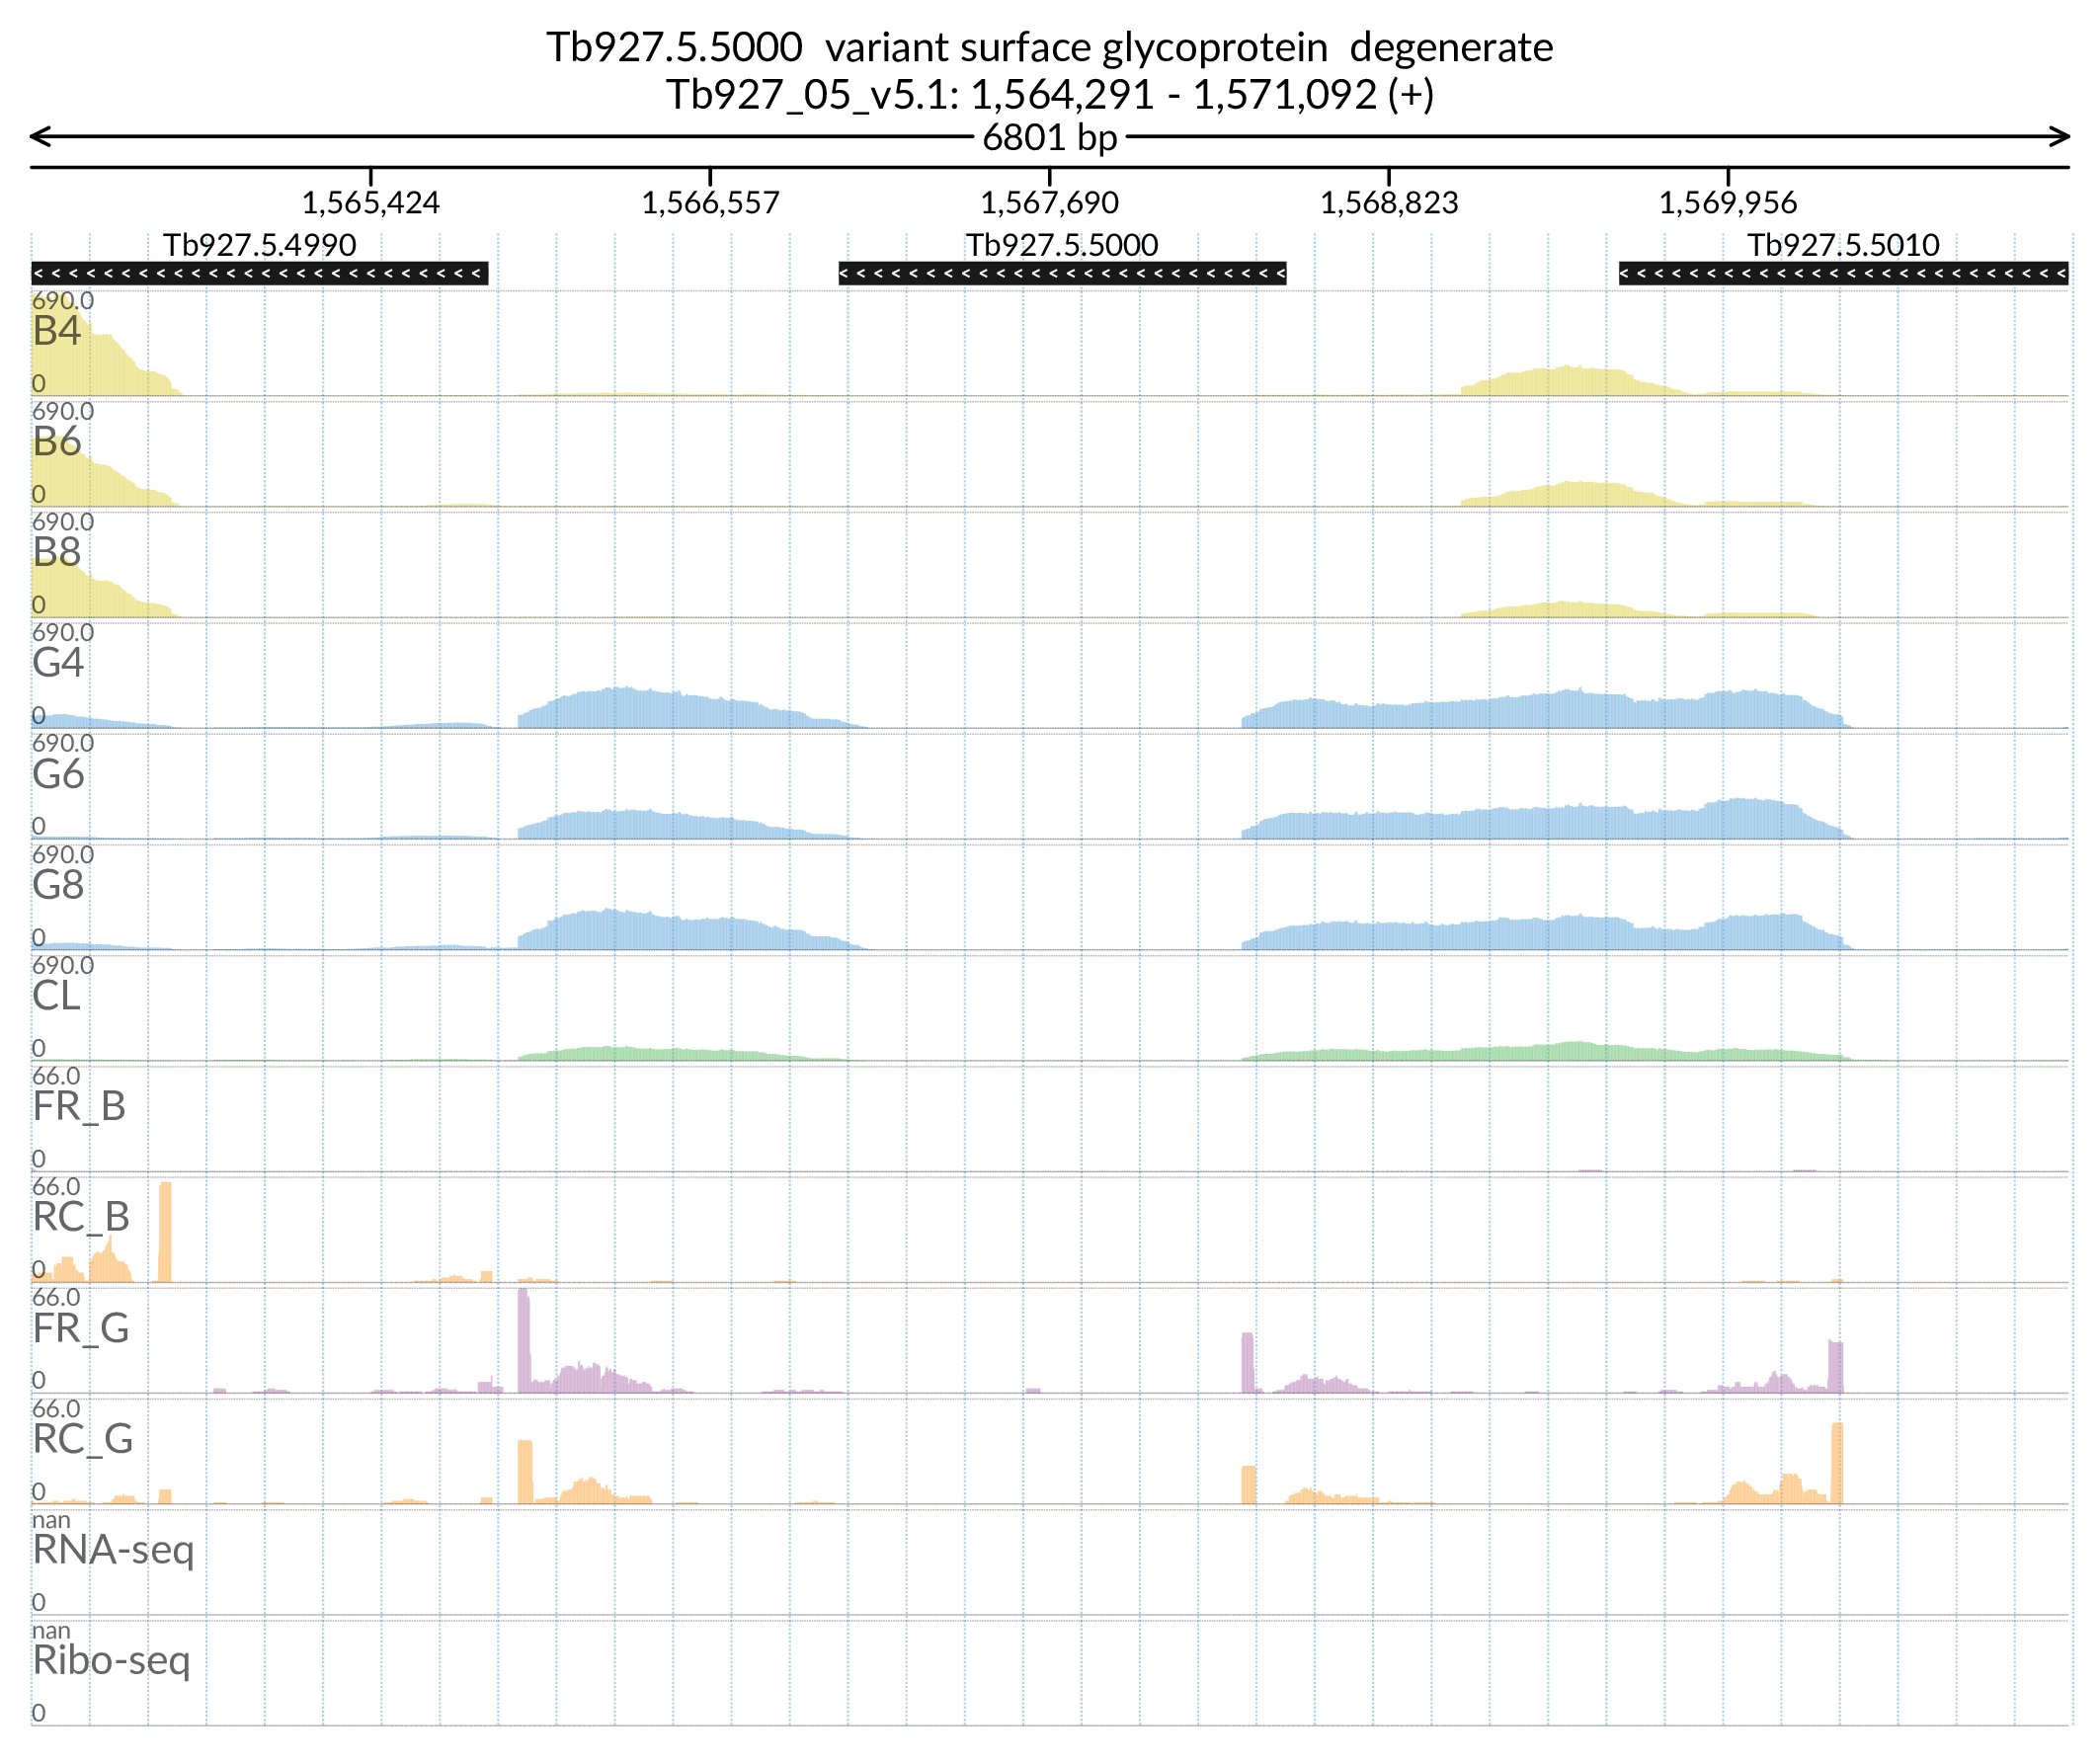 Tb927.5.5000 variant surface glycoprotein degenerate
Tb927_05_v5.1: 1,564,291 - 1,571,092 (+)
6801 bp
1,565,424 1,566,557 1,567,690 1,568,823 1,569,956
Tb927.5.4990 Tb927.5.5000 Tb927.5.5010
690.0
B4
0
690.0
B6
0
690.0
B8
0
690.0
G4
0
690.0
G6
0
690.0
G8
0
690.0
CL
0
66.0
FR_B
0
66.0
RC_B
0
66.0
FR_G
0
66.0
RC_G
0
nan
RNA-seq
0
nan
Ribo-seq
0